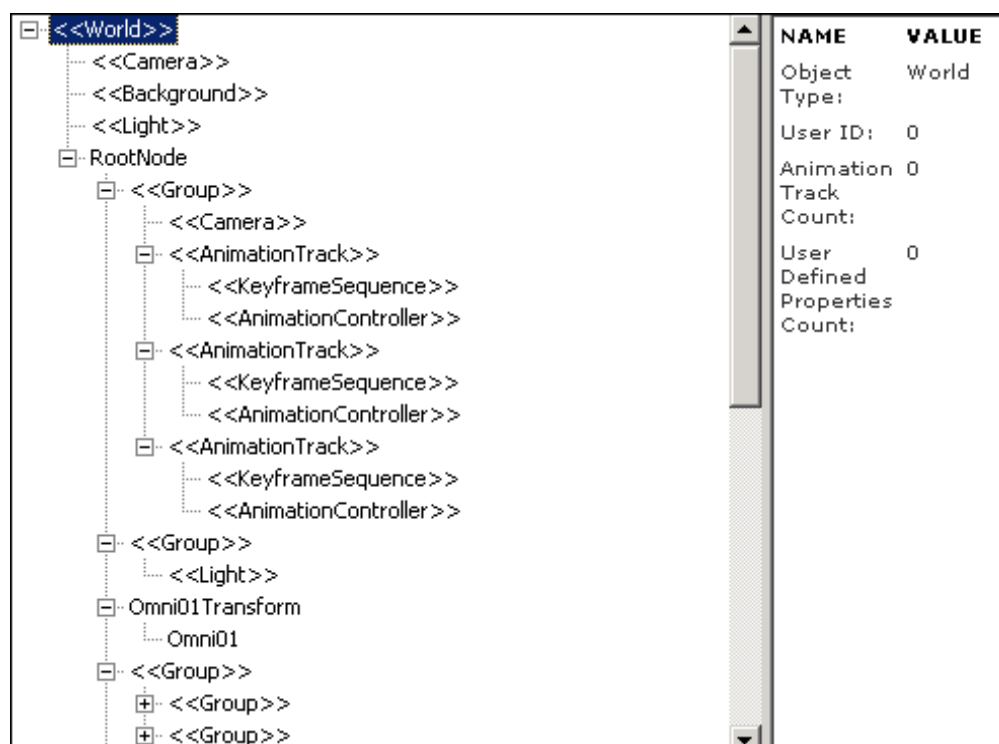 <<World>>
<<Camera>>
<<Background>>
<<Light>>
RootNode
<<Group>>
<<Camera>>
<<AnimationTrack>>
<<KeyframeSequence>>
<<AnimationController>>
<<AnimationTrack>>
<<KeyframeSequence>>
<<AnimationController>>
<<AnimationTrack>>
<<KeyframeSequence>>
<<AnimationController>>
<<Group>>
<<Light>>
Omni01Transform
Omni01
<<Group>>
<<Group>>
<<Group>>
NAME VALUE
Object World
Type:
User ID: 0
Animation 0
Track
Count:
User 0
Defined
Properties
Count: